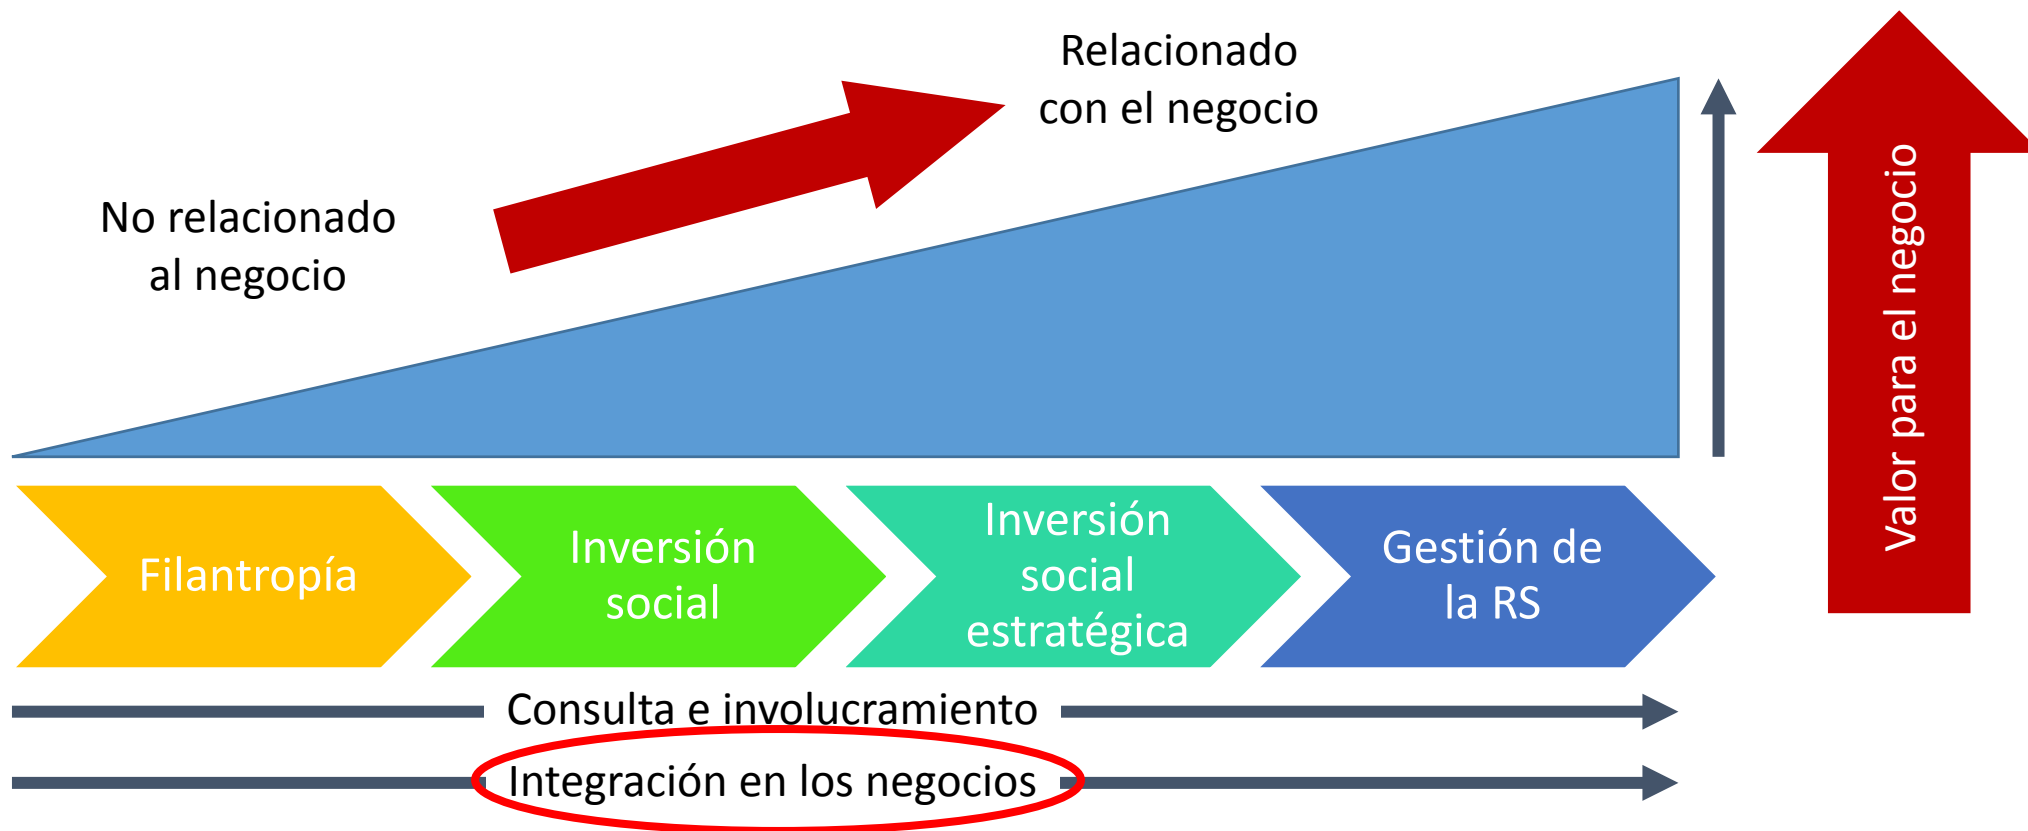 Relacionado
con el negocio
No relacionado
al negocio
Valor para el negocio
Filantropía
Inversión
social
Inversión
social
estratégica
Gestión de
la RS
Consulta e involucramiento
Integración en los negocios